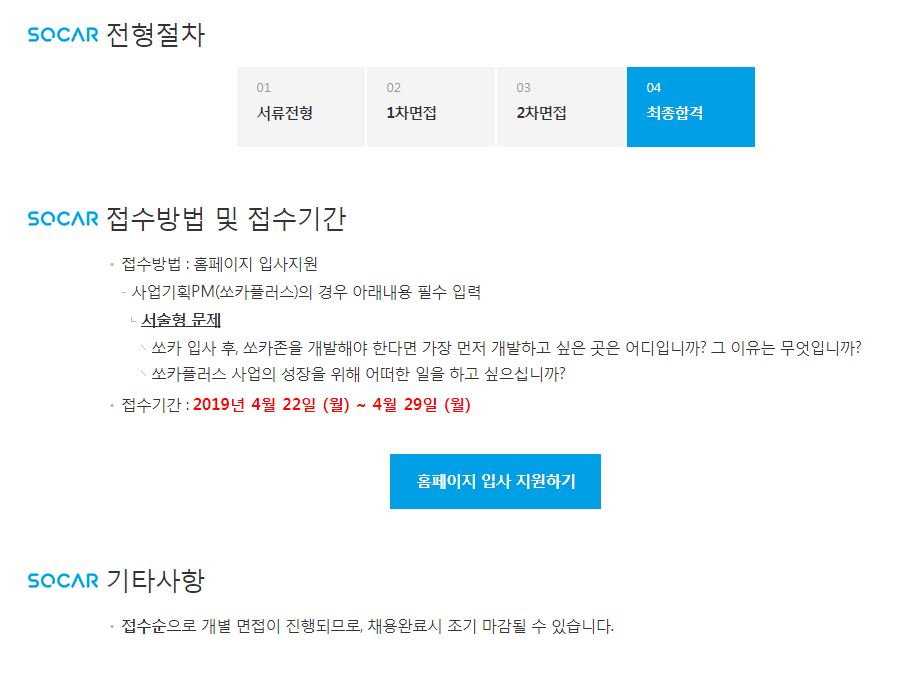 SOCAR 전형절차
01 02 03 04
서류전형 1차면접 2차면접 최종합격
SOCAR 접수방법 및 접수기간
접수방법 : 홈페이지 입사지원
- 사업기획PM(쏘카플러스)의 경우 아래내용 필수 입력
서술형 문제
쏘카 입사 후, 쏘카존을 개발해야 한다면 가장 먼저 개발하고 싶은 곳은 어디입니까? 그 이유는 무엇입니까?
쏘카플러스 사업의 성장을 위해 어떠한 일을 하고 싶으십니까?
접수기간 : 2019년 4월 22일 (월) ~ 4월 29일 (월)
홈페이지 입사 지원하기
SOCAR 기타사항
접수순으로 개별 면접이 진행되므로, 채용완료시 조기 마감될 수 있습니다.